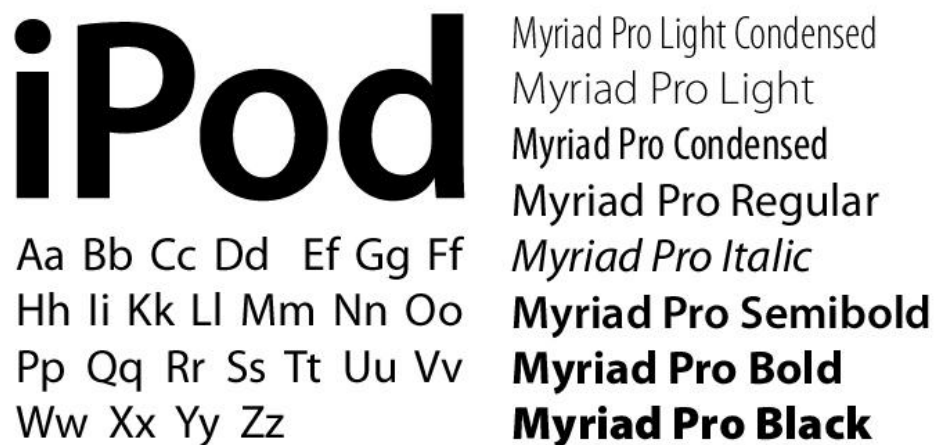 iPod
Aa Bb Cc Dd Ef Gg Ff
Hh Ii Kk Ll Mm Nn Oo
Pp Qq Rr Ss Tt Uu Vv
Ww Xx Yy Zz
Myriad Pro Light Condensed
Myriad Pro Light
Myriad Pro Condensed
Myriad Pro Regular
Myriad Pro Italic
Myriad Pro Semibold
Myriad Pro Bold
Myriad Pro Black